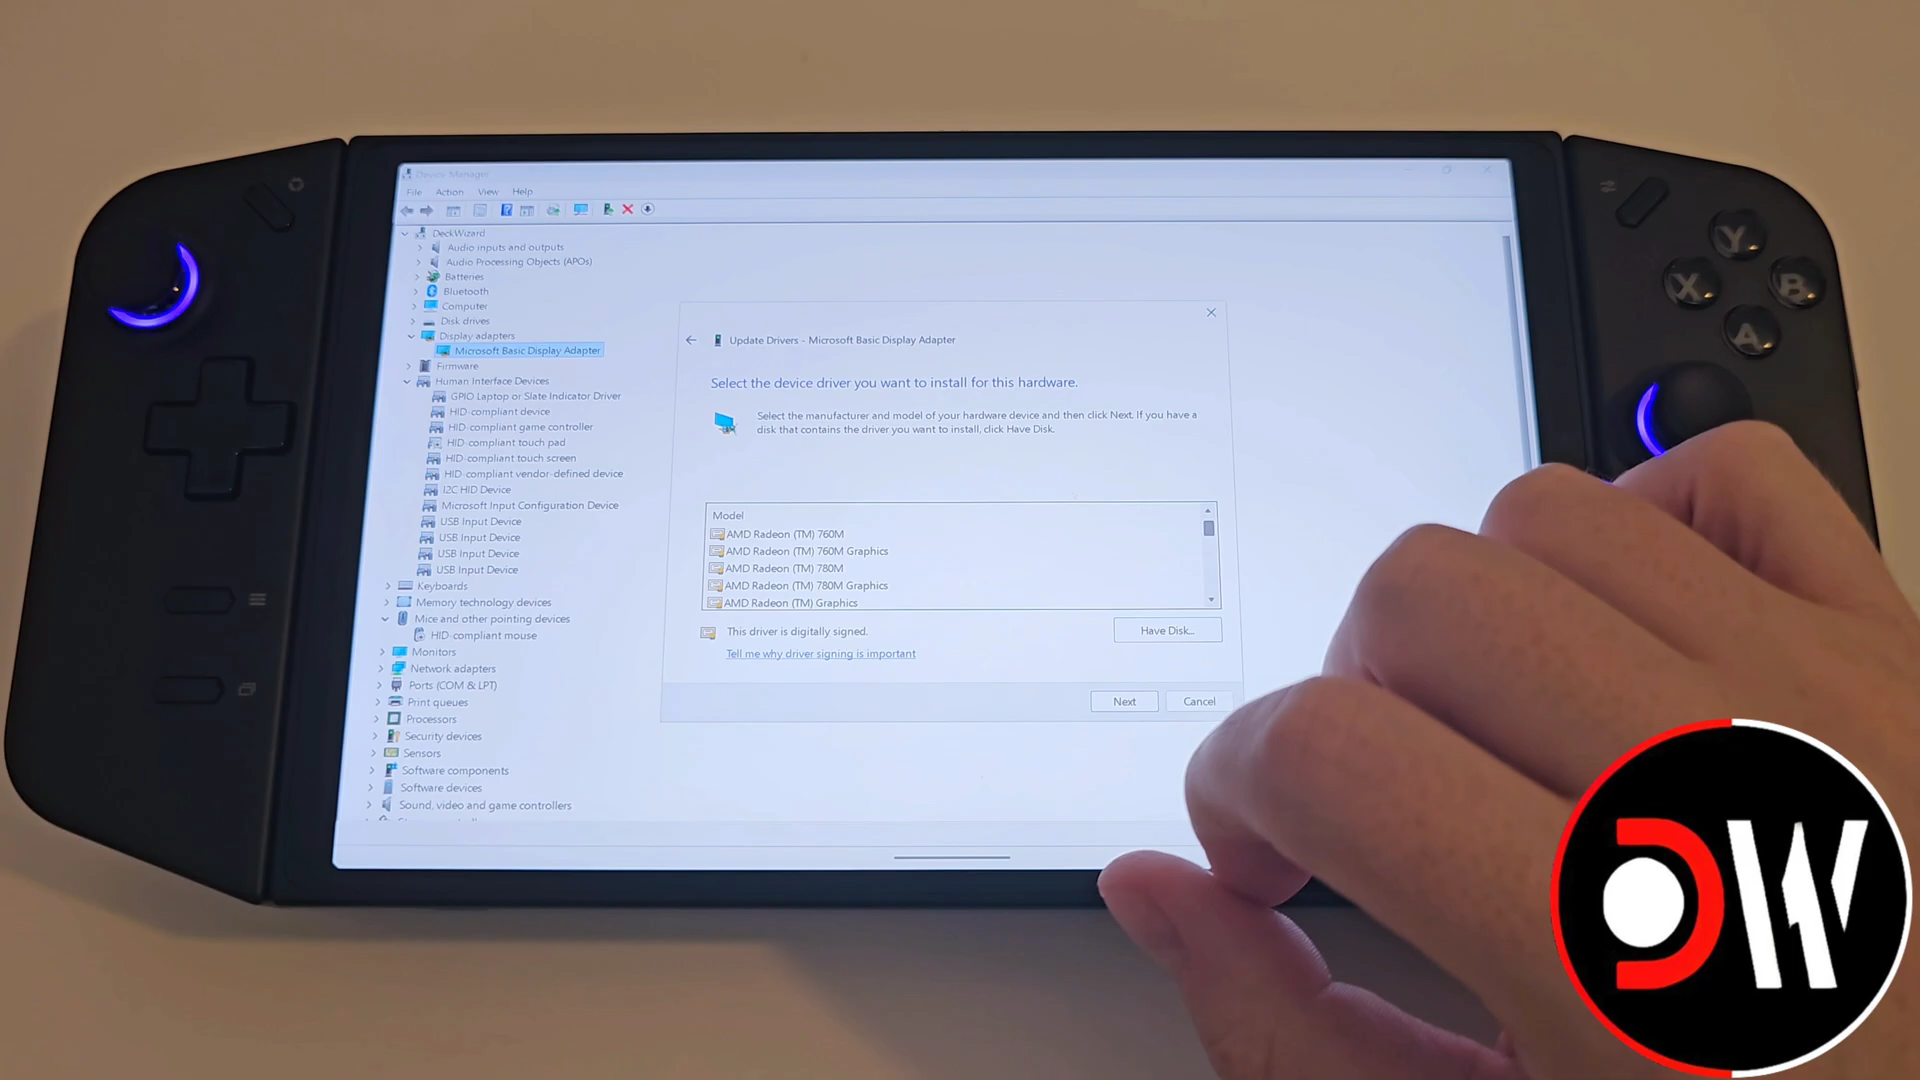 Device Manager
File Action View Help
DeckWizard
Audio inputs and outputs
Audio Processing Objects (APOs)
Batteries
Bluetooth
Computer
Disk drives
Display adapters
Microsoft Basic Display Adapter
Firmware
Human Interface Devices
GPIO Laptop or Slate Indicator Driver
HID-compliant device
HID-compliant game controller
HID-compliant touch pad
HID-compliant touch screen
HID-compliant vendor-defined device
I2C HID Device
Microsoft Input Configuration Device
USB Input Device
USB Input Device
USB Input Device
USB Input Device
Keyboards
Memory technology devices
Mice and other pointing devices
HID-compliant mouse
Monitors
Network adapters
Ports (COM & LPT)
Print queues
Processors
Security devices
Sensors
Software components
Software devices
Sound, video and game controllers
Update Drivers - Microsoft Basic Display Adapter
Select the device driver you want to install for this hardware.
Select the manufacturer and model of your hardware device and then click Next. If you have a
disk that contains the driver you want to install, click Have Disk.
Model
AMD Radeon (TM) 760M
AMD Radeon (TM) 760M Graphics
AMD Radeon (TM) 780M
AMD Radeon (TM) 780M Graphics
AMD Radeon (TM) Graphics
This driver is digitally signed.
Have Disk...
Tell me why driver signing is important
Next
Cancel
Y
X
B
A
DW